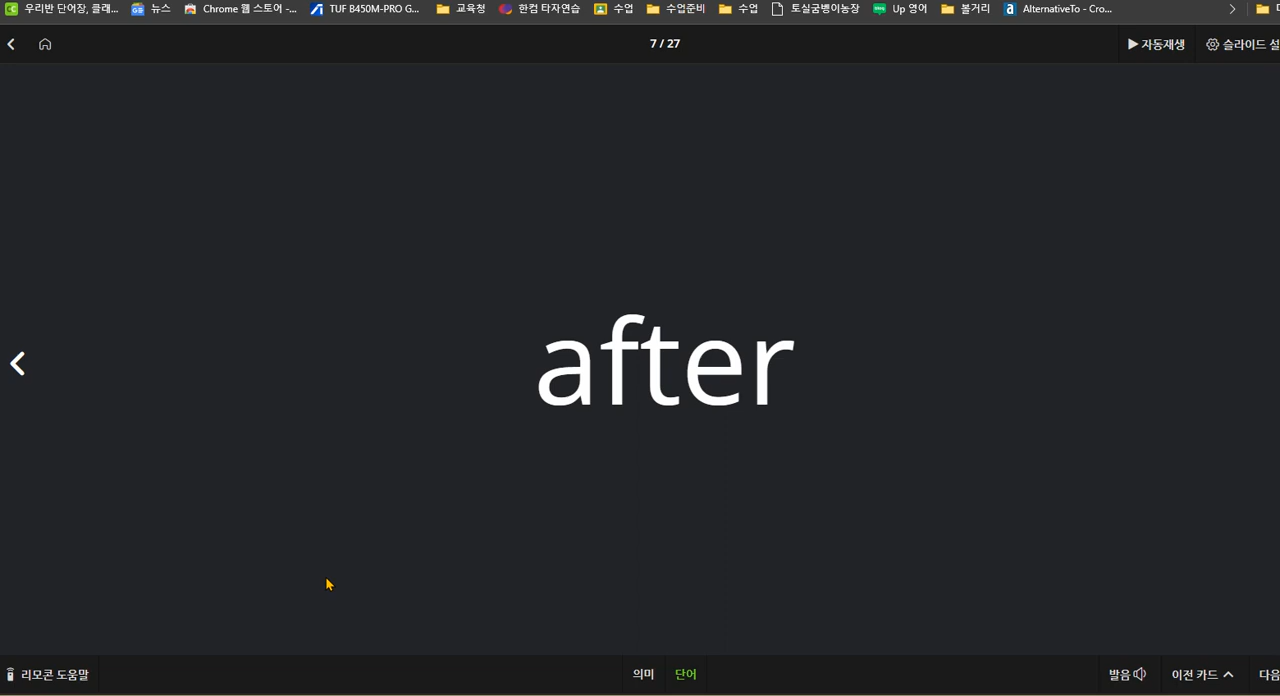 우리반 단어장, 클래... 뉴스 Chrome 웹 스토어 -... TUF B450M-PRO G... 교육청 한컴 타자연습 수업 수업준비 수업 토실굼벵이농장 Up 영어 볼거리 AlternativeTo - Cro...
7 / 27 자동재생 슬라이드 설
after
리모콘 도움말 의미 단어 발음 이전 카드 다음